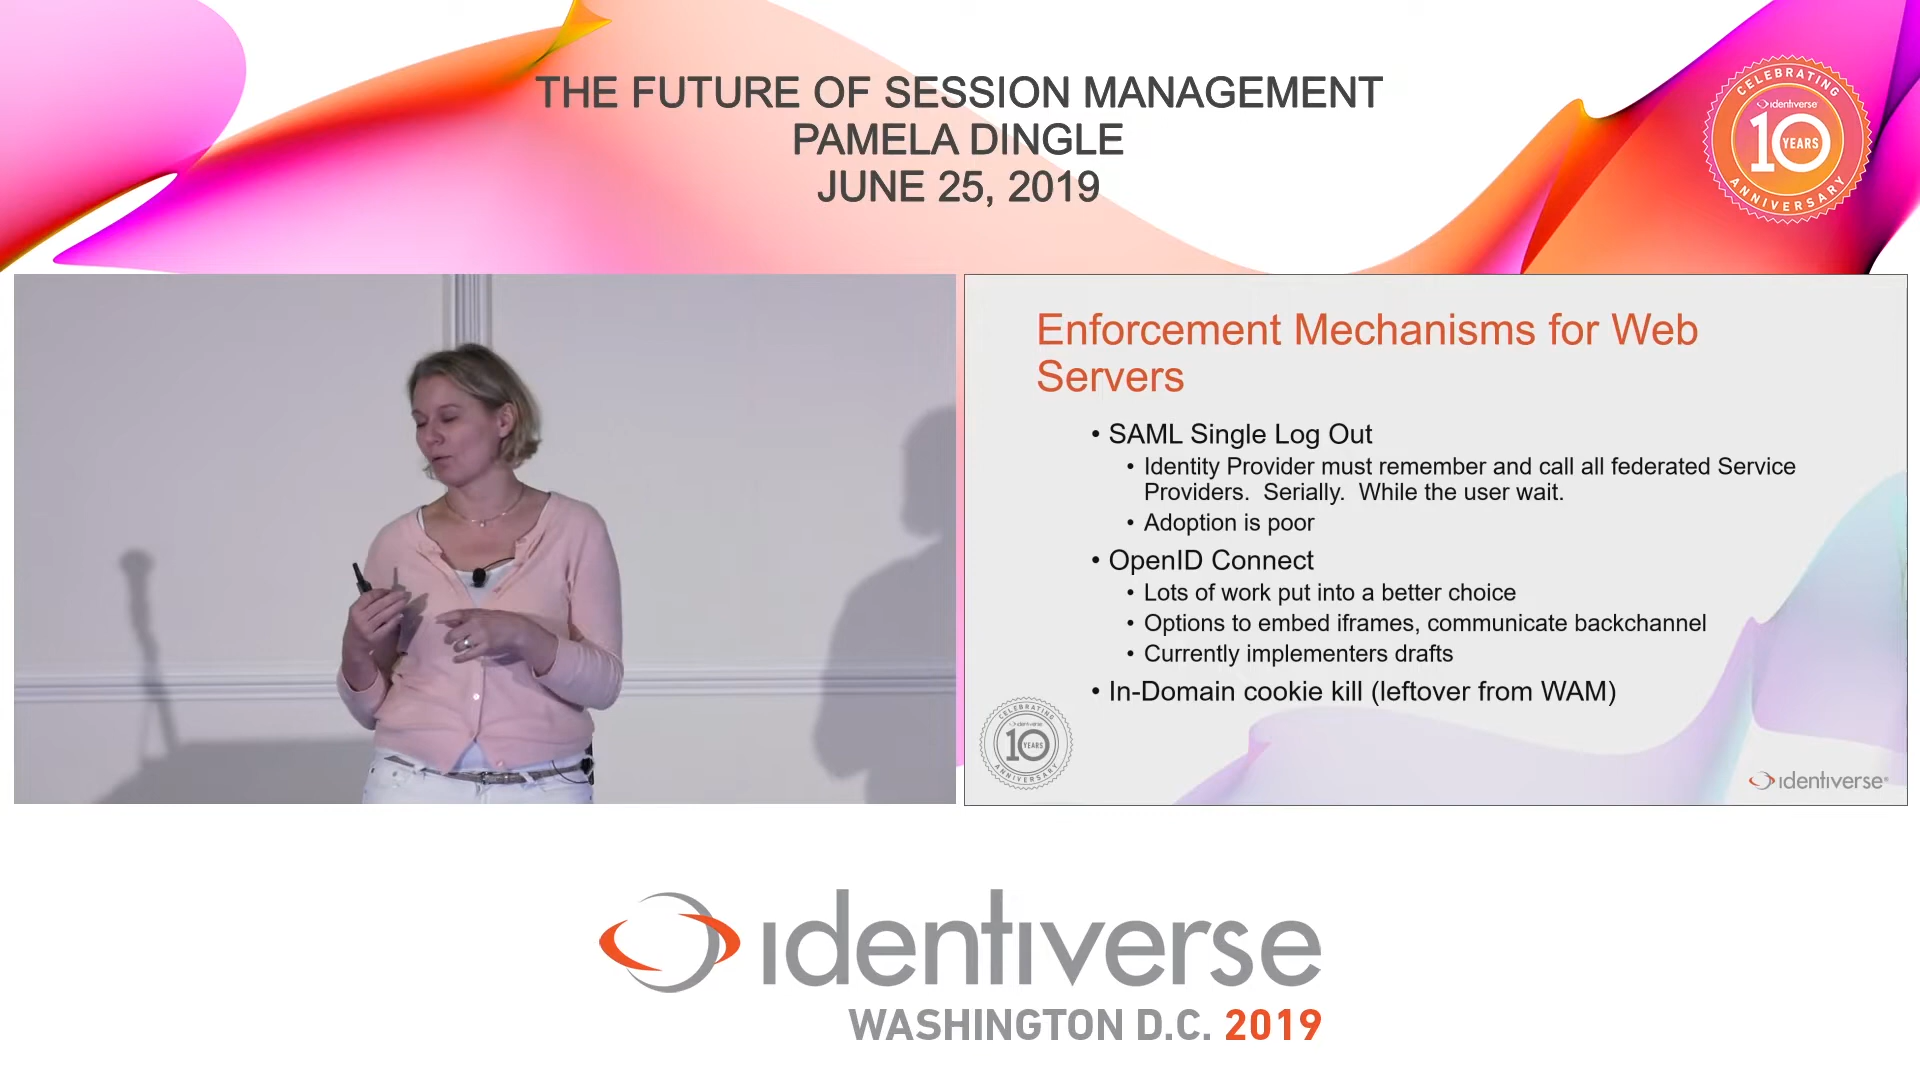 THE FUTURE OF SESSION MANAGEMENT
PAMELA DINGLE
JUNE 25, 2019
CELEBRATING
identiverse
10
YEARS
ANNIVERSARY
Enforcement Mechanisms for Web
Servers
• SAML Single Log Out
• Identity Provider must remember and call all federated Service
Providers. Serially. While the user wait.
• Adoption is poor
• OpenID Connect
• Lots of work put into a better choice
• Options to embed iframes, communicate backchannel
• Currently implementers drafts
• In-Domain cookie kill (leftover from WAM)
CELEBRATING
identiverse
10
YEARS
ANNIVERSARY
identiverse®
identiverse
WASHINGTON D.C. 2019